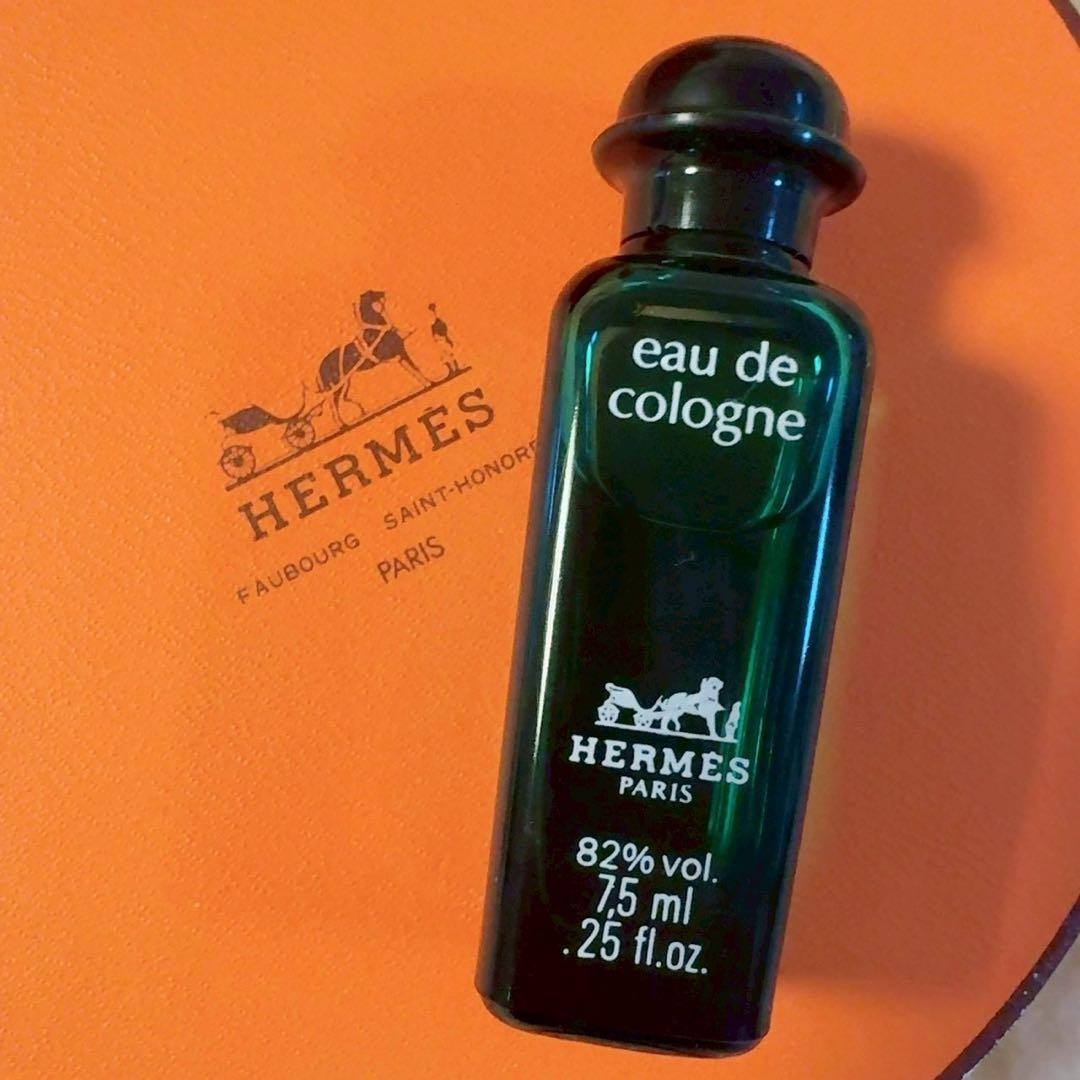 HERMÈS
FAUBOURG SAINT-HONORÉ
PARIS
eau de
cologne
HERMÈS
PARIS
82% vol.
7,5 ml
.25 fl.oz.